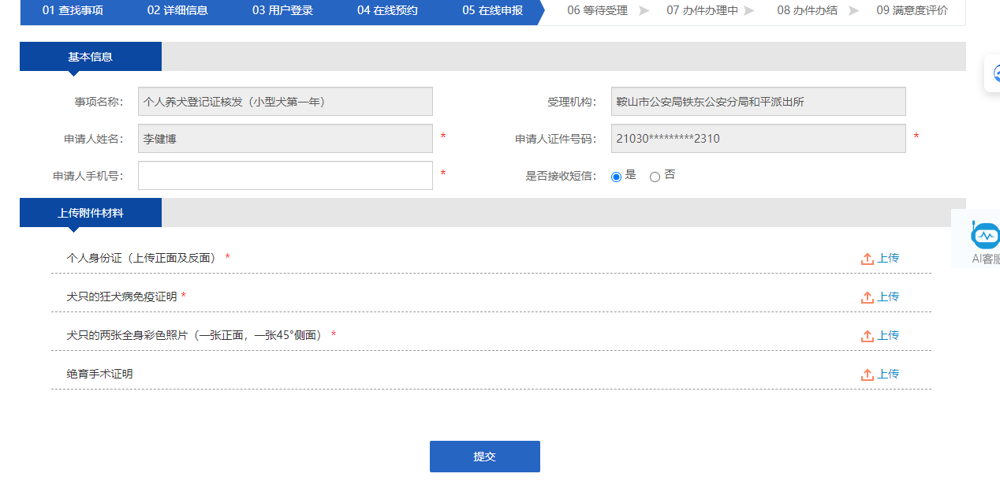 01 查找事项 02 详细信息 03 用户登录 04 在线预约 05 在线申报 06 等待受理 07 办件办理中 08 办件办结 09 满意度评价
基本信息
事项名称： 个人养犬登记证核发（小型犬第一年） 受理机构： 鞍山市公安局铁东公安分局和平派出所
申请人姓名： 李健博 * 申请人证件号码： 21030*********2310 *
申请人手机号： * 是否接收短信： 是 否
上传附件材料
个人身份证（上传正面及反面） * 上传
AI客服
犬只的狂犬病免疫证明 * 上传
犬只的两张全身彩色照片（一张正面，一张45°侧面） * 上传
绝育手术证明 上传
提交